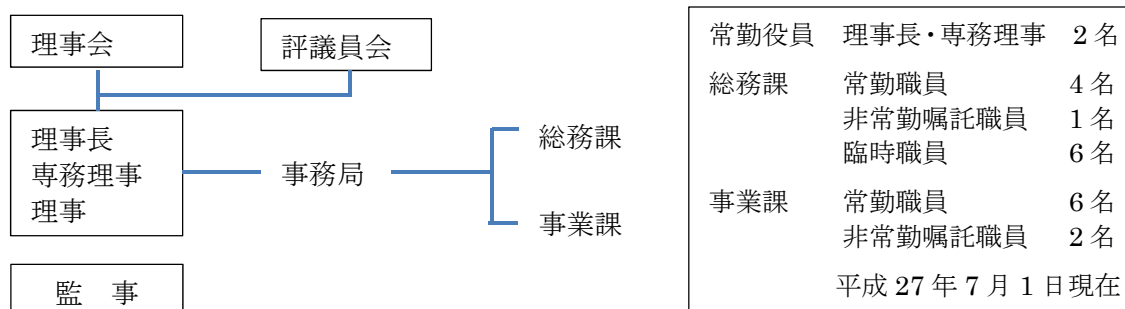 理事会
評議員会
理事長
専務理事
理事
事務局
総務課
事業課
監　事
常勤役員　理事長・専務理事　2 名
総務課　常勤職員　4 名
非常勤嘱託職員　1 名
臨時職員　6 名
事業課　常勤職員　6 名
非常勤嘱託職員　2 名
平成 27 年 7 月 1 日現在